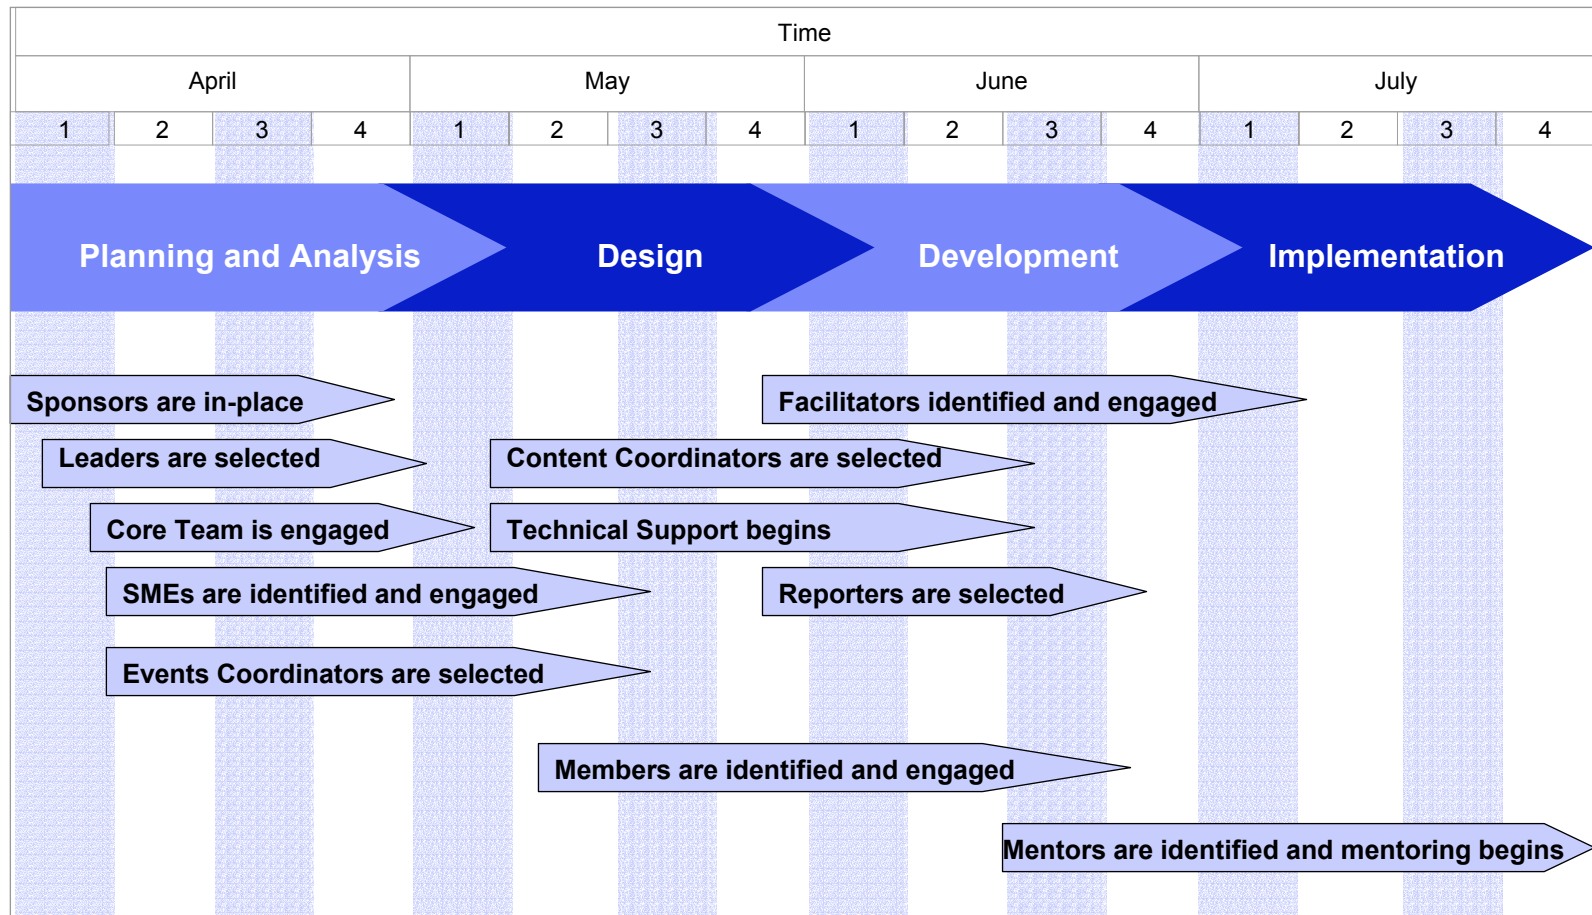 Time
April May June July
1 2 3 4 1 2 3 4 1 2 3 4 1 2 3 4
Planning and Analysis Design Development Implementation
Sponsors are in-place Facilitators identified and engaged
Leaders are selected Content Coordinators are selected
Core Team is engaged Technical Support begins
SMEs are identified and engaged Reporters are selected
Events Coordinators are selected
Members are identified and engaged
Mentors are identified and mentoring begins